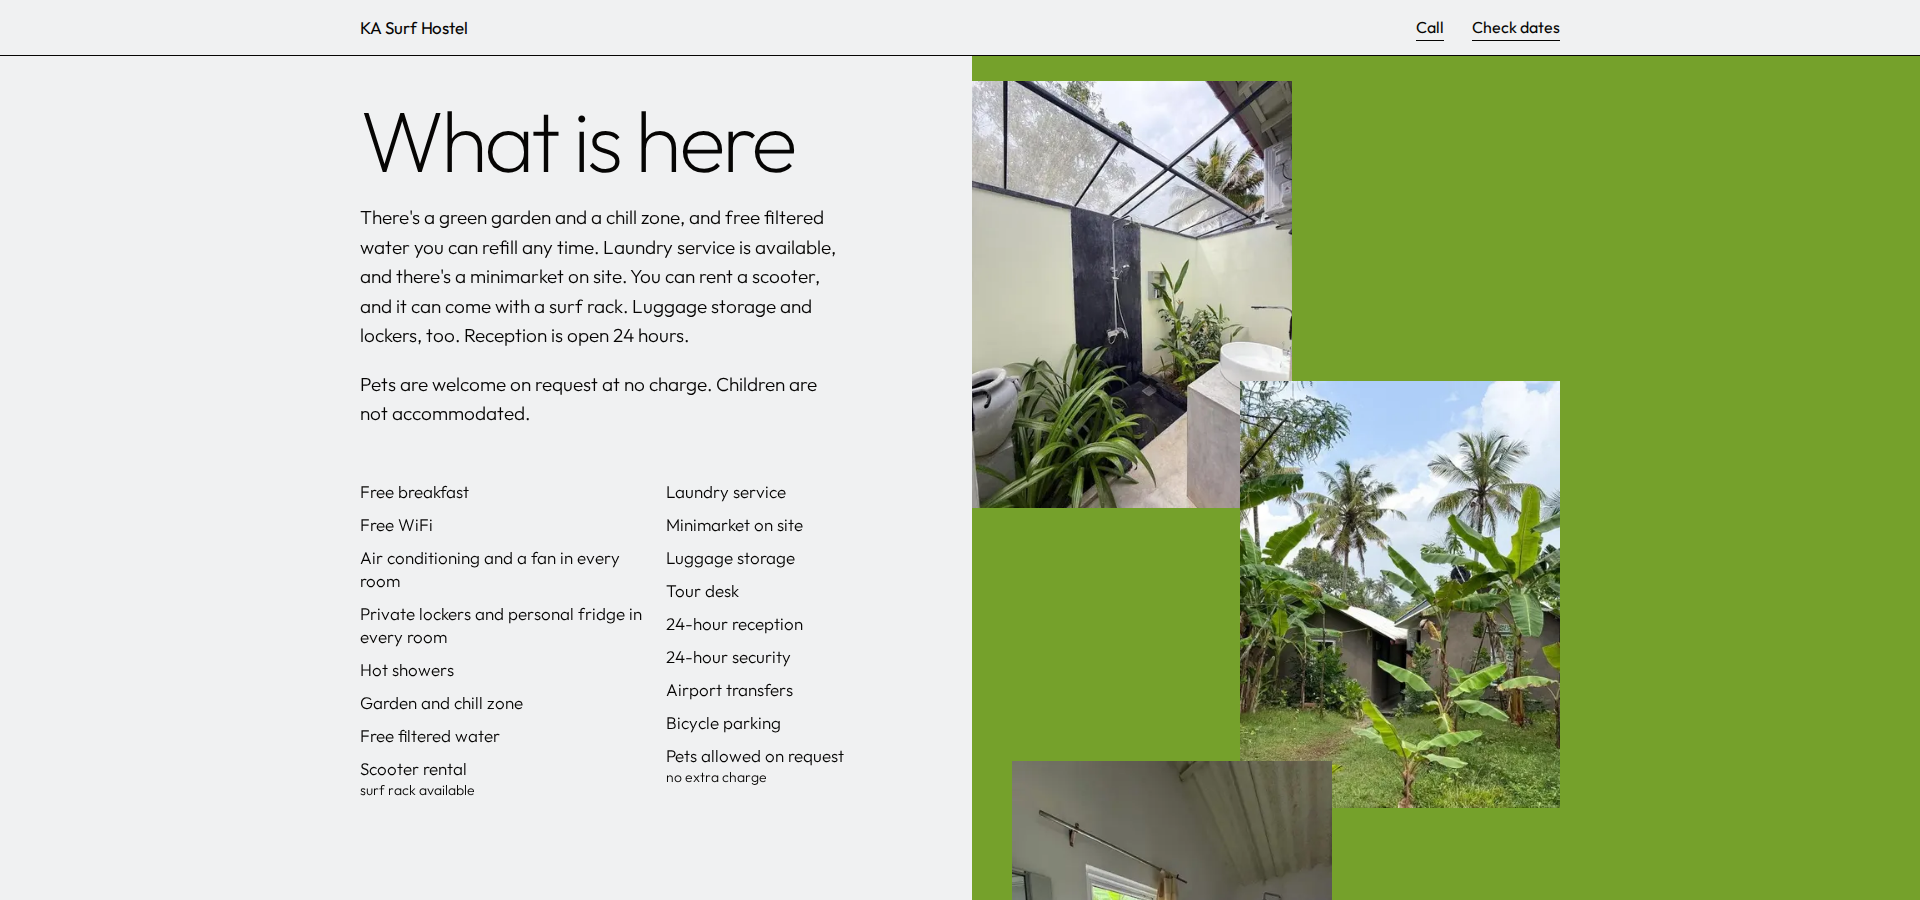 KA Surf Hostel
Call
Check dates
What is here
There's a green garden and a chill zone, and free filtered
water you can refill any time. Laundry service is available,
and there's a minimarket on site. You can rent a scooter,
and it can come with a surf rack. Luggage storage and
lockers, too. Reception is open 24 hours.
Pets are welcome on request at no charge. Children are
not accommodated.
Free breakfast
Free WiFi
Air conditioning and a fan in every
room
Private lockers and personal fridge in
every room
Hot showers
Garden and chill zone
Free filtered water
Scooter rental
surf rack available
Laundry service
Minimarket on site
Luggage storage
Tour desk
24-hour reception
24-hour security
Airport transfers
Bicycle parking
Pets allowed on request
no extra charge